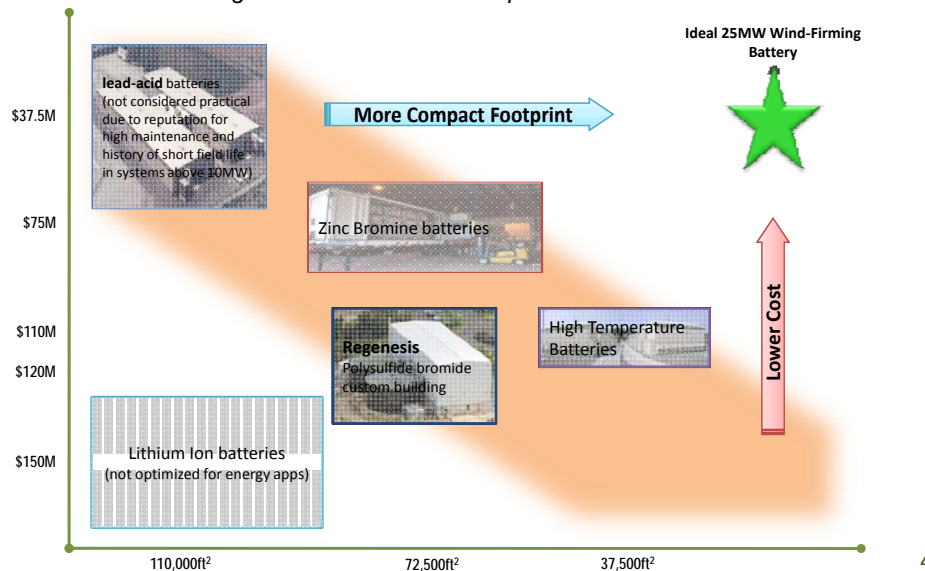 Ideal 25MW Wind-Firming
Battery
lead-acid batteries
(not considered practical
due to reputation for
high maintenance and
history of short field life
in systems above 10MW)
More Compact Footprint
$37.5M
Zinc Bromine batteries
$75M
Lower Cost
High Temperature
Batteries
$110M
Regenesis
Polysulfide bromide
custom building
$120M
Lithium Ion batteries
(not optimized for energy apps)
$150M
110,000ft²
72,500ft²
37,500ft²